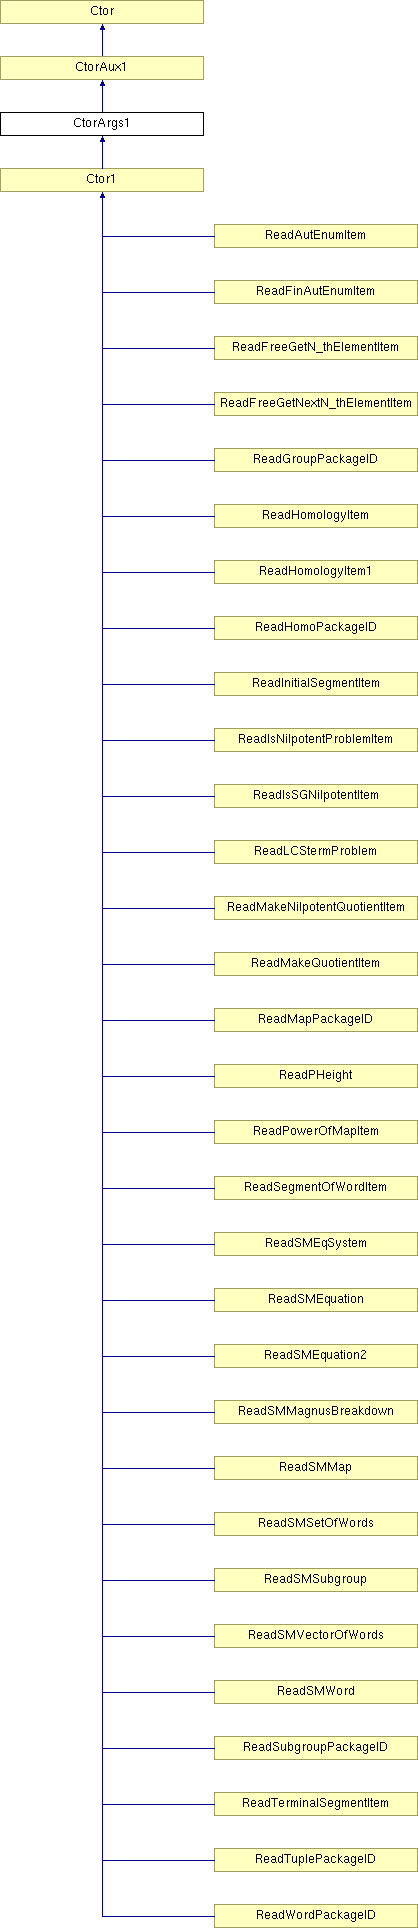 Ctor
CtorAux1
CtorArgs1
Ctor1
ReadAutEnumItem
ReadFinAutEnumItem
ReadFreeGetN_thElementItem
ReadFreeGetNextN_thElementItem
ReadGroupPackageID
ReadHomologyItem
ReadHomologyItem1
ReadHomoPackageID
ReadInitialSegmentItem
ReadIsNilpotentProblemItem
ReadIsSGNilpotentItem
ReadLCStermProblem
ReadMakeNilpotentQuotientItem
ReadMakeQuotientItem
ReadMapPackageID
ReadPHeight
ReadPowerOfMapItem
ReadSegmentOfWordItem
ReadSMEqSystem
ReadSMEquation
ReadSMEquation2
ReadSMMagnusBreakdown
ReadSMMap
ReadSMSetOfWords
ReadSMSubgroup
ReadSMVectorOfWords
ReadSMWord
ReadSubgroupPackageID
ReadTerminalSegmentItem
ReadTuplePackageID
ReadWordPackageID